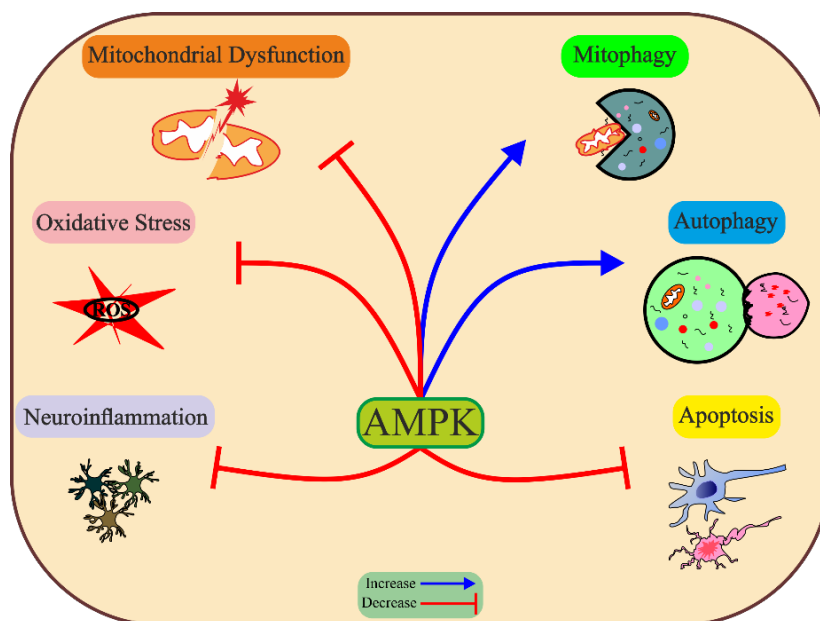 Mitochondrial Dysfunction
Mitophagy
Oxidative Stress
Autophagy
ROS
Neuroinflammation
AMPK
Apoptosis
Increase
Decrease